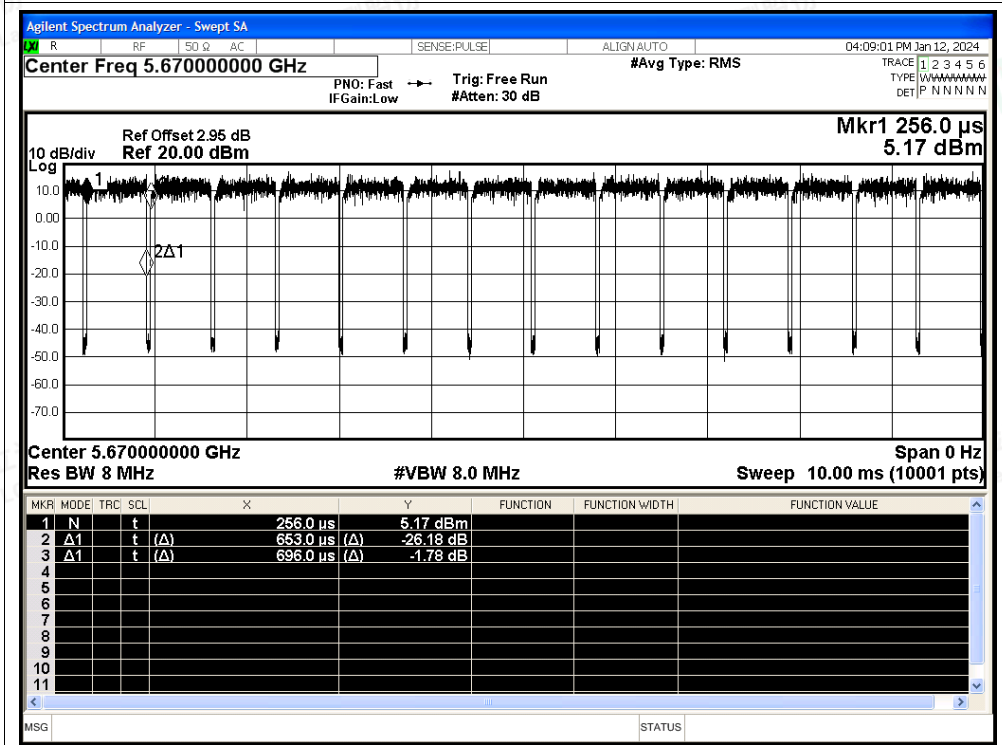 Agilent Spectrum Analyzer - Swept SA
LXI R RF 50 Ω AC SENSE:PULSE ALIGN AUTO 04:09:01 PM Jan 12, 2024
Center Freq 5.670000000 GHz #Avg Type: RMS TRACE 1 2 3 4 5 6
PNO: Fast Trig: Free Run TYPE WWWWWW
IFGain:Low #Atten: 30 dB DET P N N N N N
Mkr1 256.0 µs
Ref Offset 2.95 dB
10 dB/div Ref 20.00 dBm 5.17 dBm
Log
1
10.0
0.00
-10.0
2Δ1
-20.0
-30.0
-40.0
-50.0
-60.0
-70.0
Center 5.670000000 GHz Span 0 Hz
Res BW 8 MHz #VBW 8.0 MHz Sweep 10.00 ms (10001 pts)
MKR MODE TRC SCL X Y FUNCTION FUNCTION WIDTH FUNCTION VALUE
1 N t 256.0 µs 5.17 dBm
2 Δ1 t (Δ) 653.0 µs (Δ) -26.18 dB
3 Δ1 t (Δ) 696.0 µs (Δ) -1.78 dB
4
5
6
7
8
9
10
11
MSG STATUS